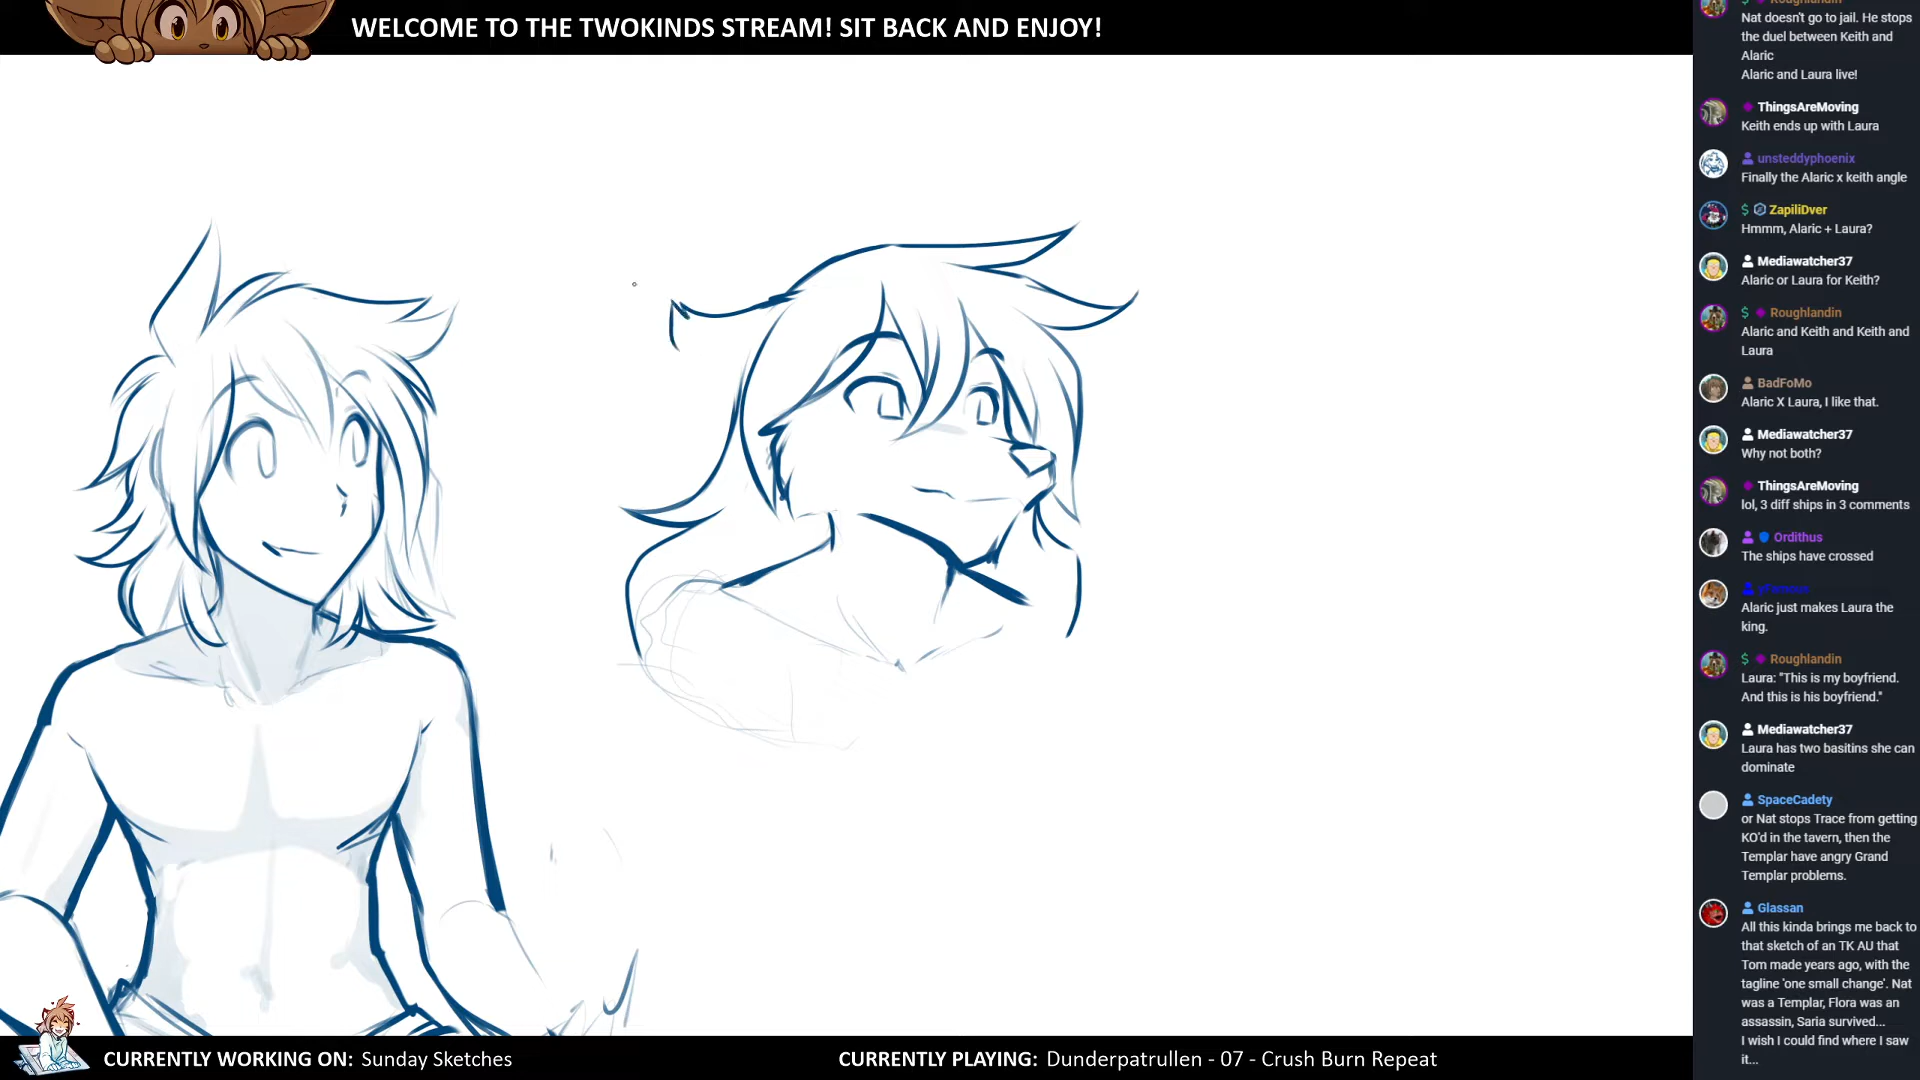 WELCOME TO THE TWOKINDS STREAM! SIT BACK AND ENJOY!
Roughlandin
Nat doesn't go to jail. He stops
the duel between Keith and
Alaric
Alaric and Laura live!
ThingsAreMoving
Keith ends up with Laura
unsteddyphoenix
Finally the Alaric x keith angle
$ ZapiliDver
Hmmm, Alaric + Laura?
Mediawatcher37
Alaric or Laura for Keith?
$ Roughlandin
Alaric and Keith and Keith and
Laura
BadFoMo
Alaric X Laura, I like that.
Mediawatcher37
Why not both?
ThingsAreMoving
lol, 3 diff ships in 3 comments
Ordithus
The ships have crossed
Alaric just makes Laura the
king.
$ Roughlandin
Laura: "This is my boyfriend.
And this is his boyfriend."
Mediawatcher37
Laura has two basitins she can
dominate
SpaceCadety
or Nat stops Trace from getting
KO'd in the tavern, then the
Templar have angry Grand
Templar problems.
Glassan
All this kinda brings me back to
that sketch of an TK AU that
Tom made years ago, with the
tagline 'one small change'. Nat
was a Templar, Flora was an
assassin, Saria survived...
I wish I could find where I saw
it...
CURRENTLY WORKING ON: Sunday Sketches
CURRENTLY PLAYING: Dunderpatrullen - 07 - Crush Burn Repeat